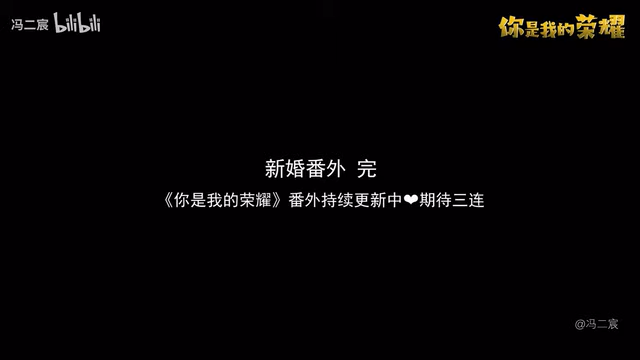 冯二宸 bilibili
你是我的荣耀
新婚番外 完
《你是我的荣耀》番外持续更新中❤期待三连
@冯二宸